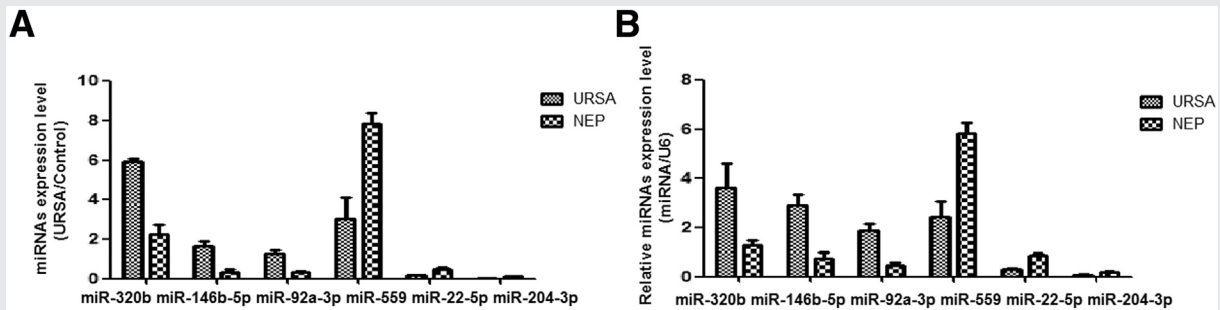 A
miRNAs expression level
(URSA/Control)
10
8
6
4
2
0
miR-320b miR-146b-5p miR-92a-3p miR-559 miR-22-5p miR-204-3p
URSA
NEP
B
Relative miRNAs expression level
(miRNA/U6)
8
6
4
2
0
miR-320b miR-146b-5p miR-92a-3p miR-559 miR-22-5p miR-204-3p
URSA
NEP